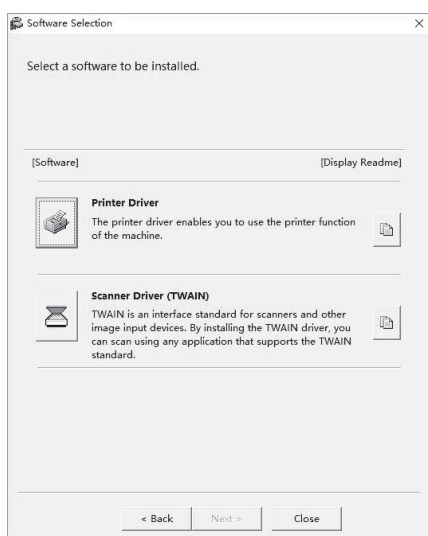 Software Selection
Select a software to be installed.
[Software] [Display Readme]
Printer Driver
The printer driver enables you to use the printer function
of the machine.
Scanner Driver (TWAIN)
TWAIN is an interface standard for scanners and other
image input devices. By installing the TWAIN driver, you
can scan using any application that supports the TWAIN
standard.
< Back Next > Close